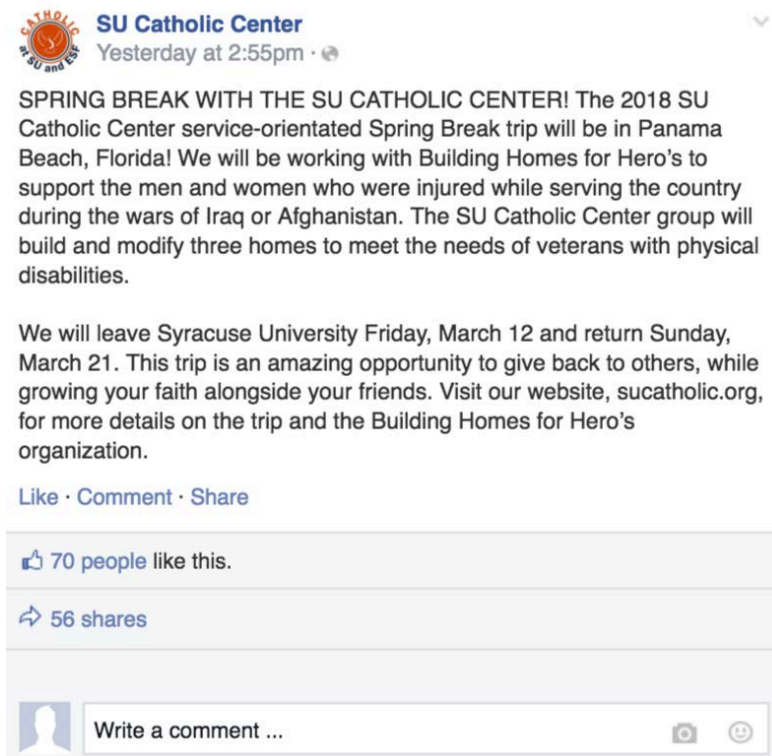 CATHOLIC
at SU and ESF
SU Catholic Center
Yesterday at 2:55pm ·
SPRING BREAK WITH THE SU CATHOLIC CENTER! The 2018 SU
Catholic Center service-orientated Spring Break trip will be in Panama
Beach, Florida! We will be working with Building Homes for Hero's to
support the men and women who were injured while serving the country
during the wars of Iraq or Afghanistan. The SU Catholic Center group will
build and modify three homes to meet the needs of veterans with physical
disabilities.
We will leave Syracuse University Friday, March 12 and return Sunday,
March 21. This trip is an amazing opportunity to give back to others, while
growing your faith alongside your friends. Visit our website, sucatholic.org,
for more details on the trip and the Building Homes for Hero's
organization.
Like · Comment · Share
70 people like this.
56 shares
Write a comment ...